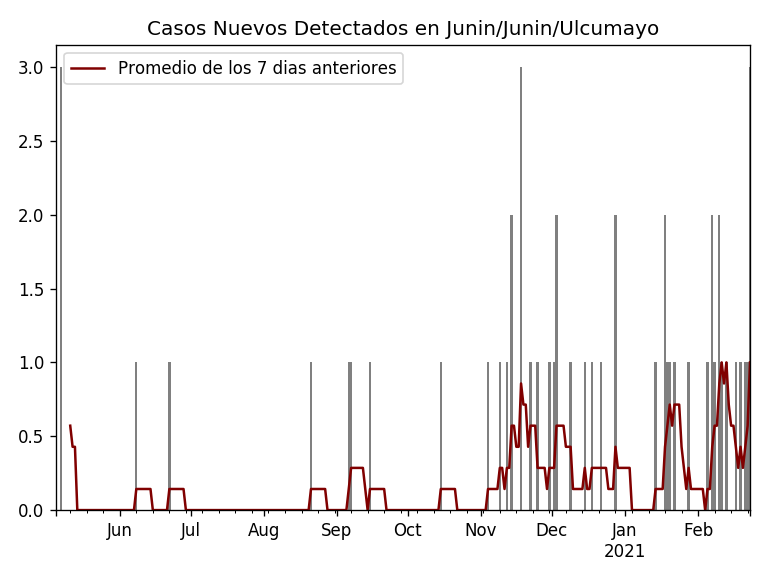 Casos Nuevos Detectados en Junin/Junin/Ulcumayo
Promedio de los 7 dias anteriores
3.0
2.5
2.0
1.5
1.0
0.5
0.0
Jun Jul Aug Sep Oct Nov Dec Jan Feb
2021